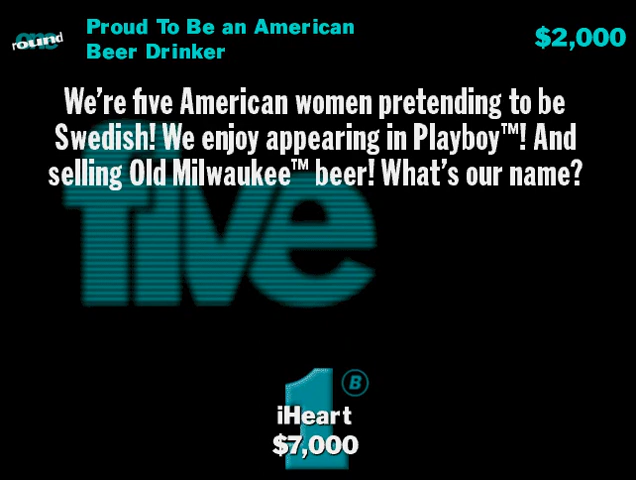 round one
Proud To Be an American
Beer Drinker
$2,000
We're five American women pretending to be
Swedish! We enjoy appearing in Playboy™! And
selling Old Milwaukee™ beer! What's our name?
five
1
B
iHeart
$7,000